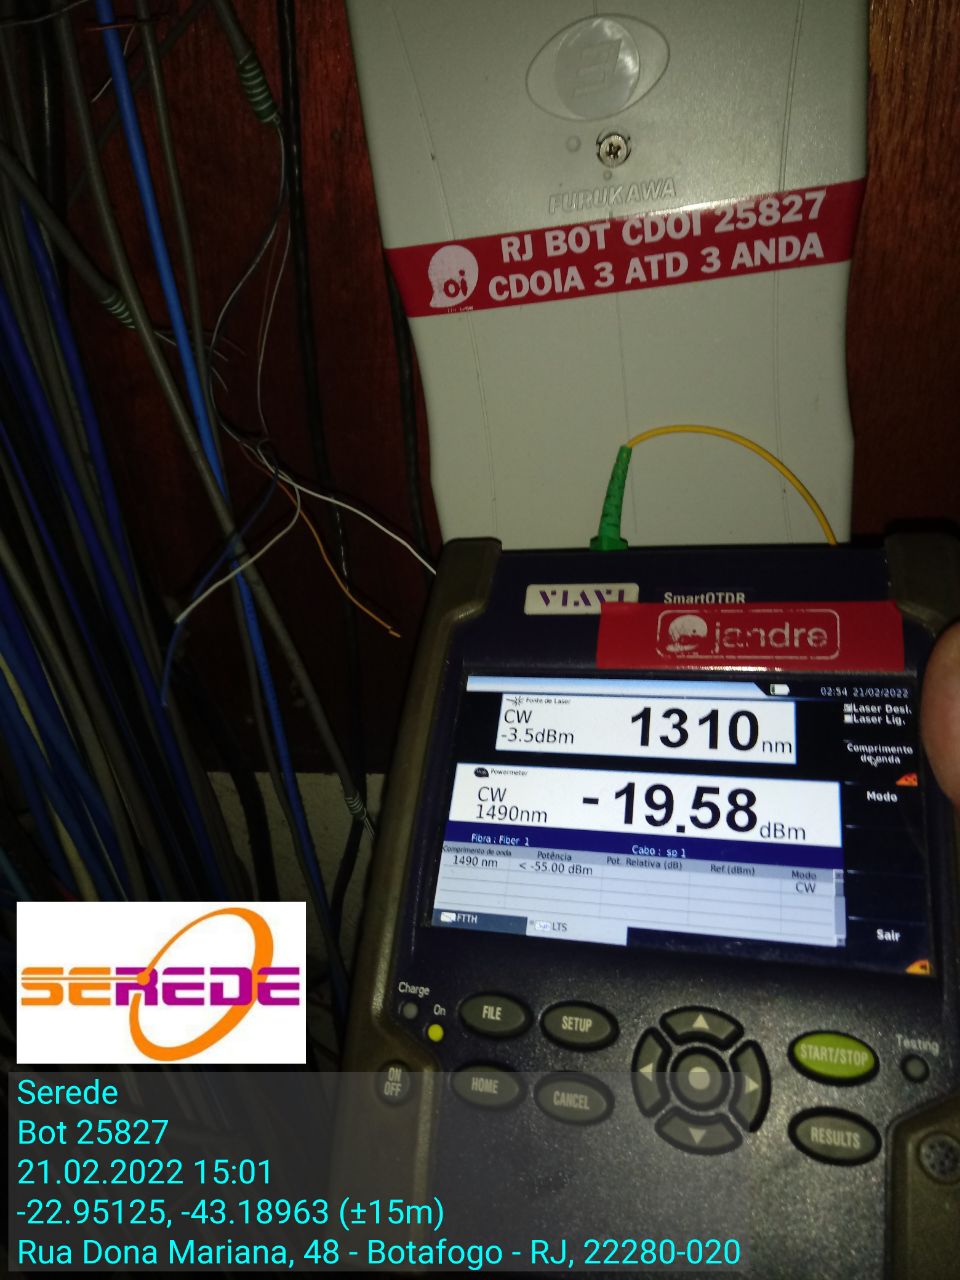 FURUKAWA
RJ BOT CDOI 25827
oi
CDOIA 3 ATD 3 ANDA
VIAVI
SmartOTDR
jandre
02:54 21/02/2022
Fonte de Laser
CW
-3.5dBm
1310nm
Laser Desl.
Laser Lig.
Comprimento
de onda
Powermeter
CW
1490nm
-19.58dBm
Modo
Fibra : Fiber 1
Cabo : sp 1
Comprimento de onda
Potência
Pot. Relativa (dB)
Ref.(dBm)
Modo
1490 nm
< -55.00 dBm
CW
FTTH
LTS
Sair
Charge
On
FILE
SETUP
START/STOP
Testing
ON
OFF
HOME
CANCEL
RESULTS
SEREDE
Serede
Bot 25827
21.02.2022 15:01
-22.95125, -43.18963 (±15m)
Rua Dona Mariana, 48 - Botafogo - RJ, 22280-020